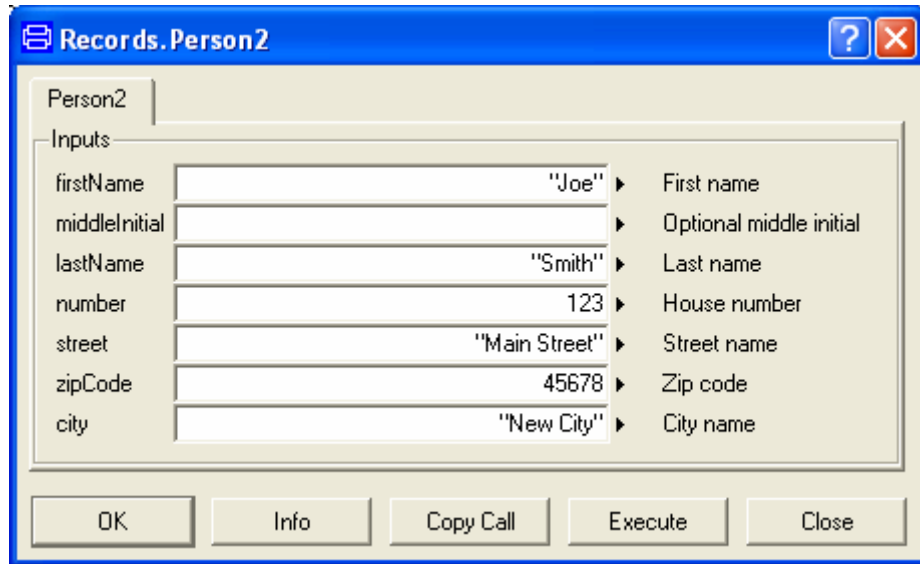 Records.Person2
Person2
Inputs
firstName "Joe" First name
middleInitial Optional middle initial
lastName "Smith" Last name
number 123 House number
street "Main Street" Street name
zipCode 45678 Zip code
city "New City" City name
OK Info Copy Call Execute Close